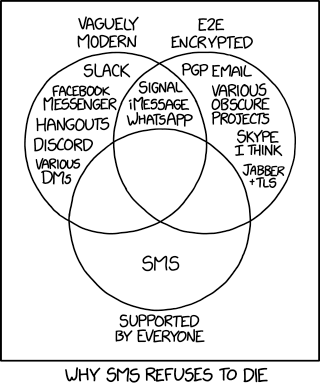 VAGUELY
MODERN
E2E
ENCRYPTED
SLACK
FACEBOOK
MESSENGER
HANGOUTS
DISCORD
VARIOUS
DMs
SIGNAL
iMESSAGE
WHATSAPP
PGP EMAIL
VARIOUS
OBSCURE
PROJECTS
SKYPE
I THINK
JABBER
+TLS
SMS
SUPPORTED
BY EVERYONE
WHY SMS REFUSES TO DIE